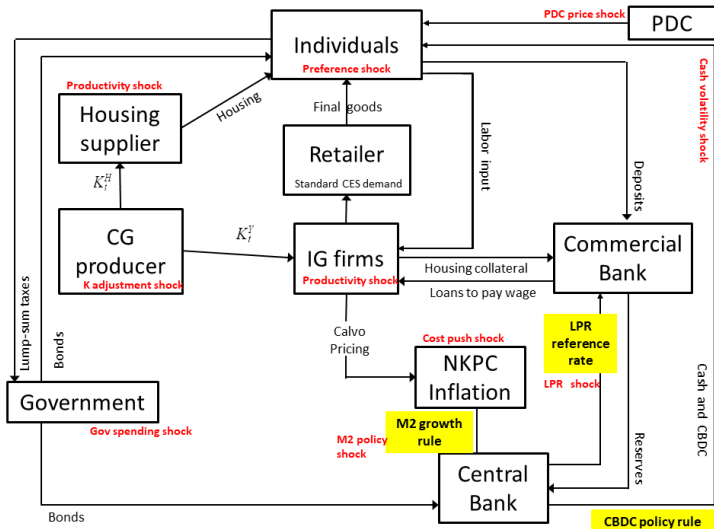 PDC price shock
PDC
Individuals
Preference shock
Cash volatility shock
Productivity shock
Housing
supplier
Housing
Final goods
Labor input
Retailer
Standard CES demand
Deposits
K_t^H
CG
producer
K adjustment shock
K_t^Y
IG firms
Productivity shock
Housing collateral
Loans to pay wage
Commercial
Bank
Lump-sum taxes
Bonds
Calvo
Pricing
Cost push shock
NKPC
Inflation
LPR
reference
rate
LPR shock
Cash and CBDC
Government
Gov spending shock
M2 policy
shock
M2 growth
rule
Reserves
Central
Bank
Bonds
CBDC policy rule